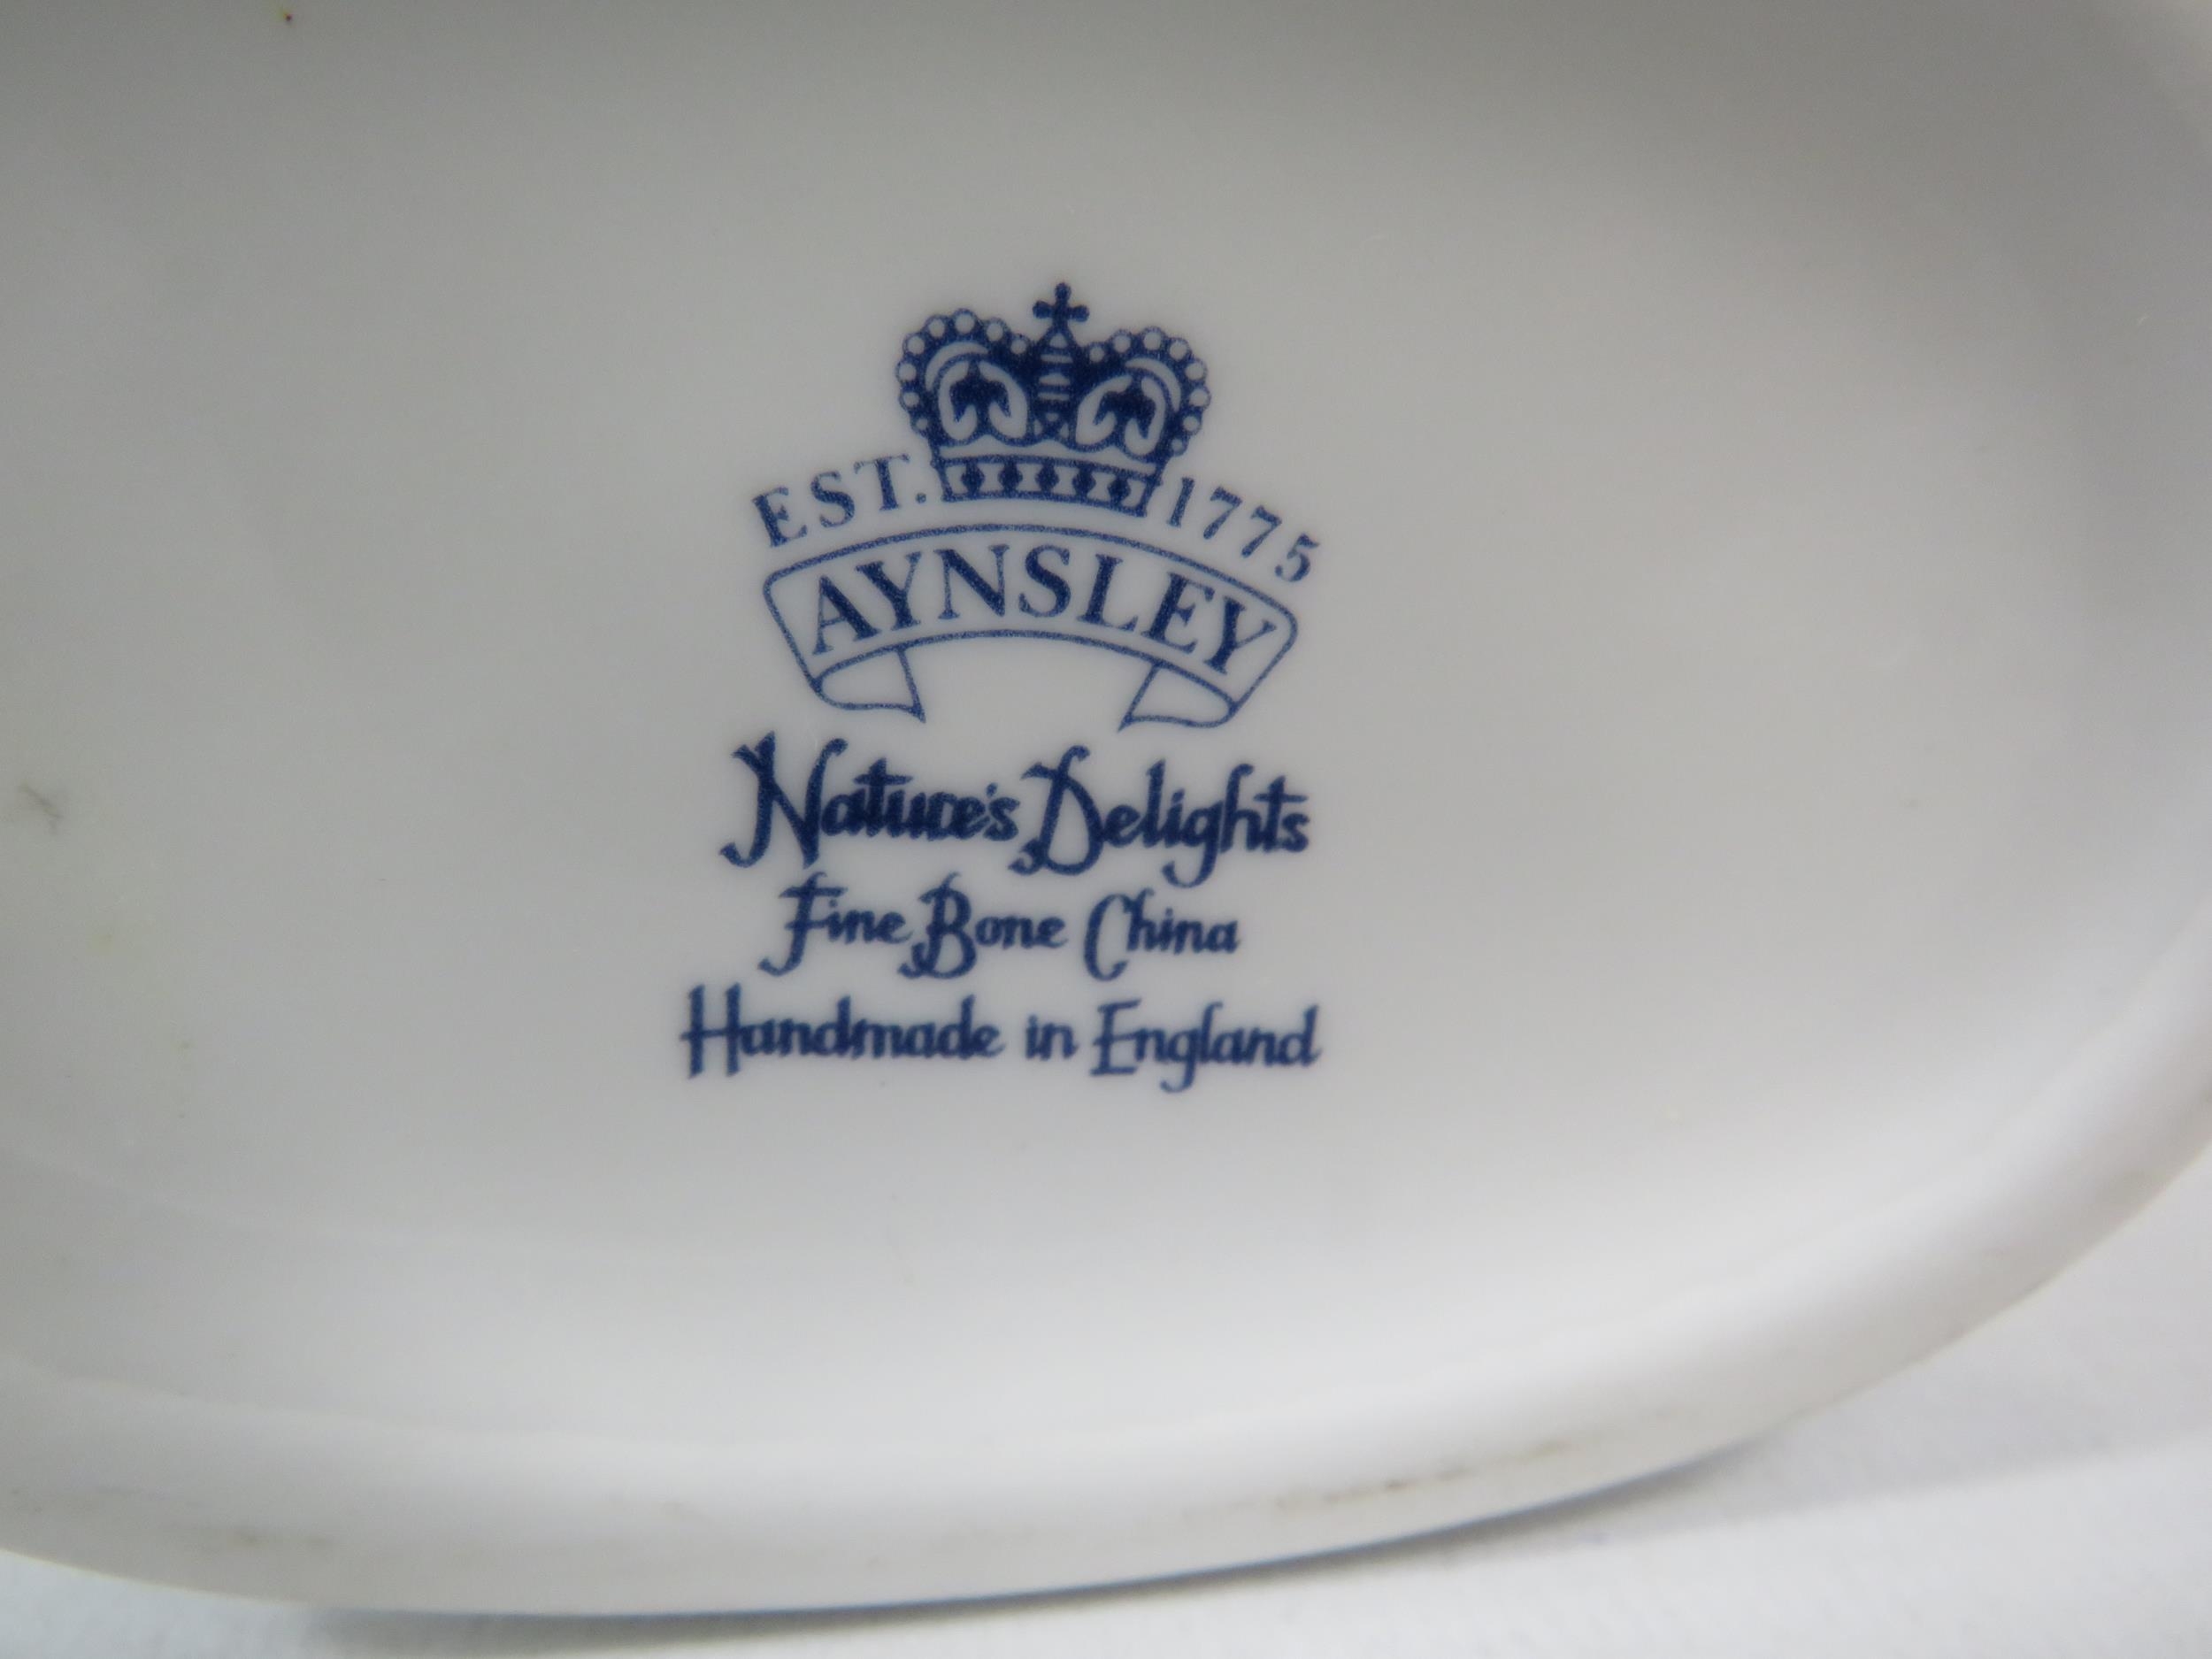 EST. 1775
AYNSLEY
Nature's Delights
Fine Bone China
Handmade in England